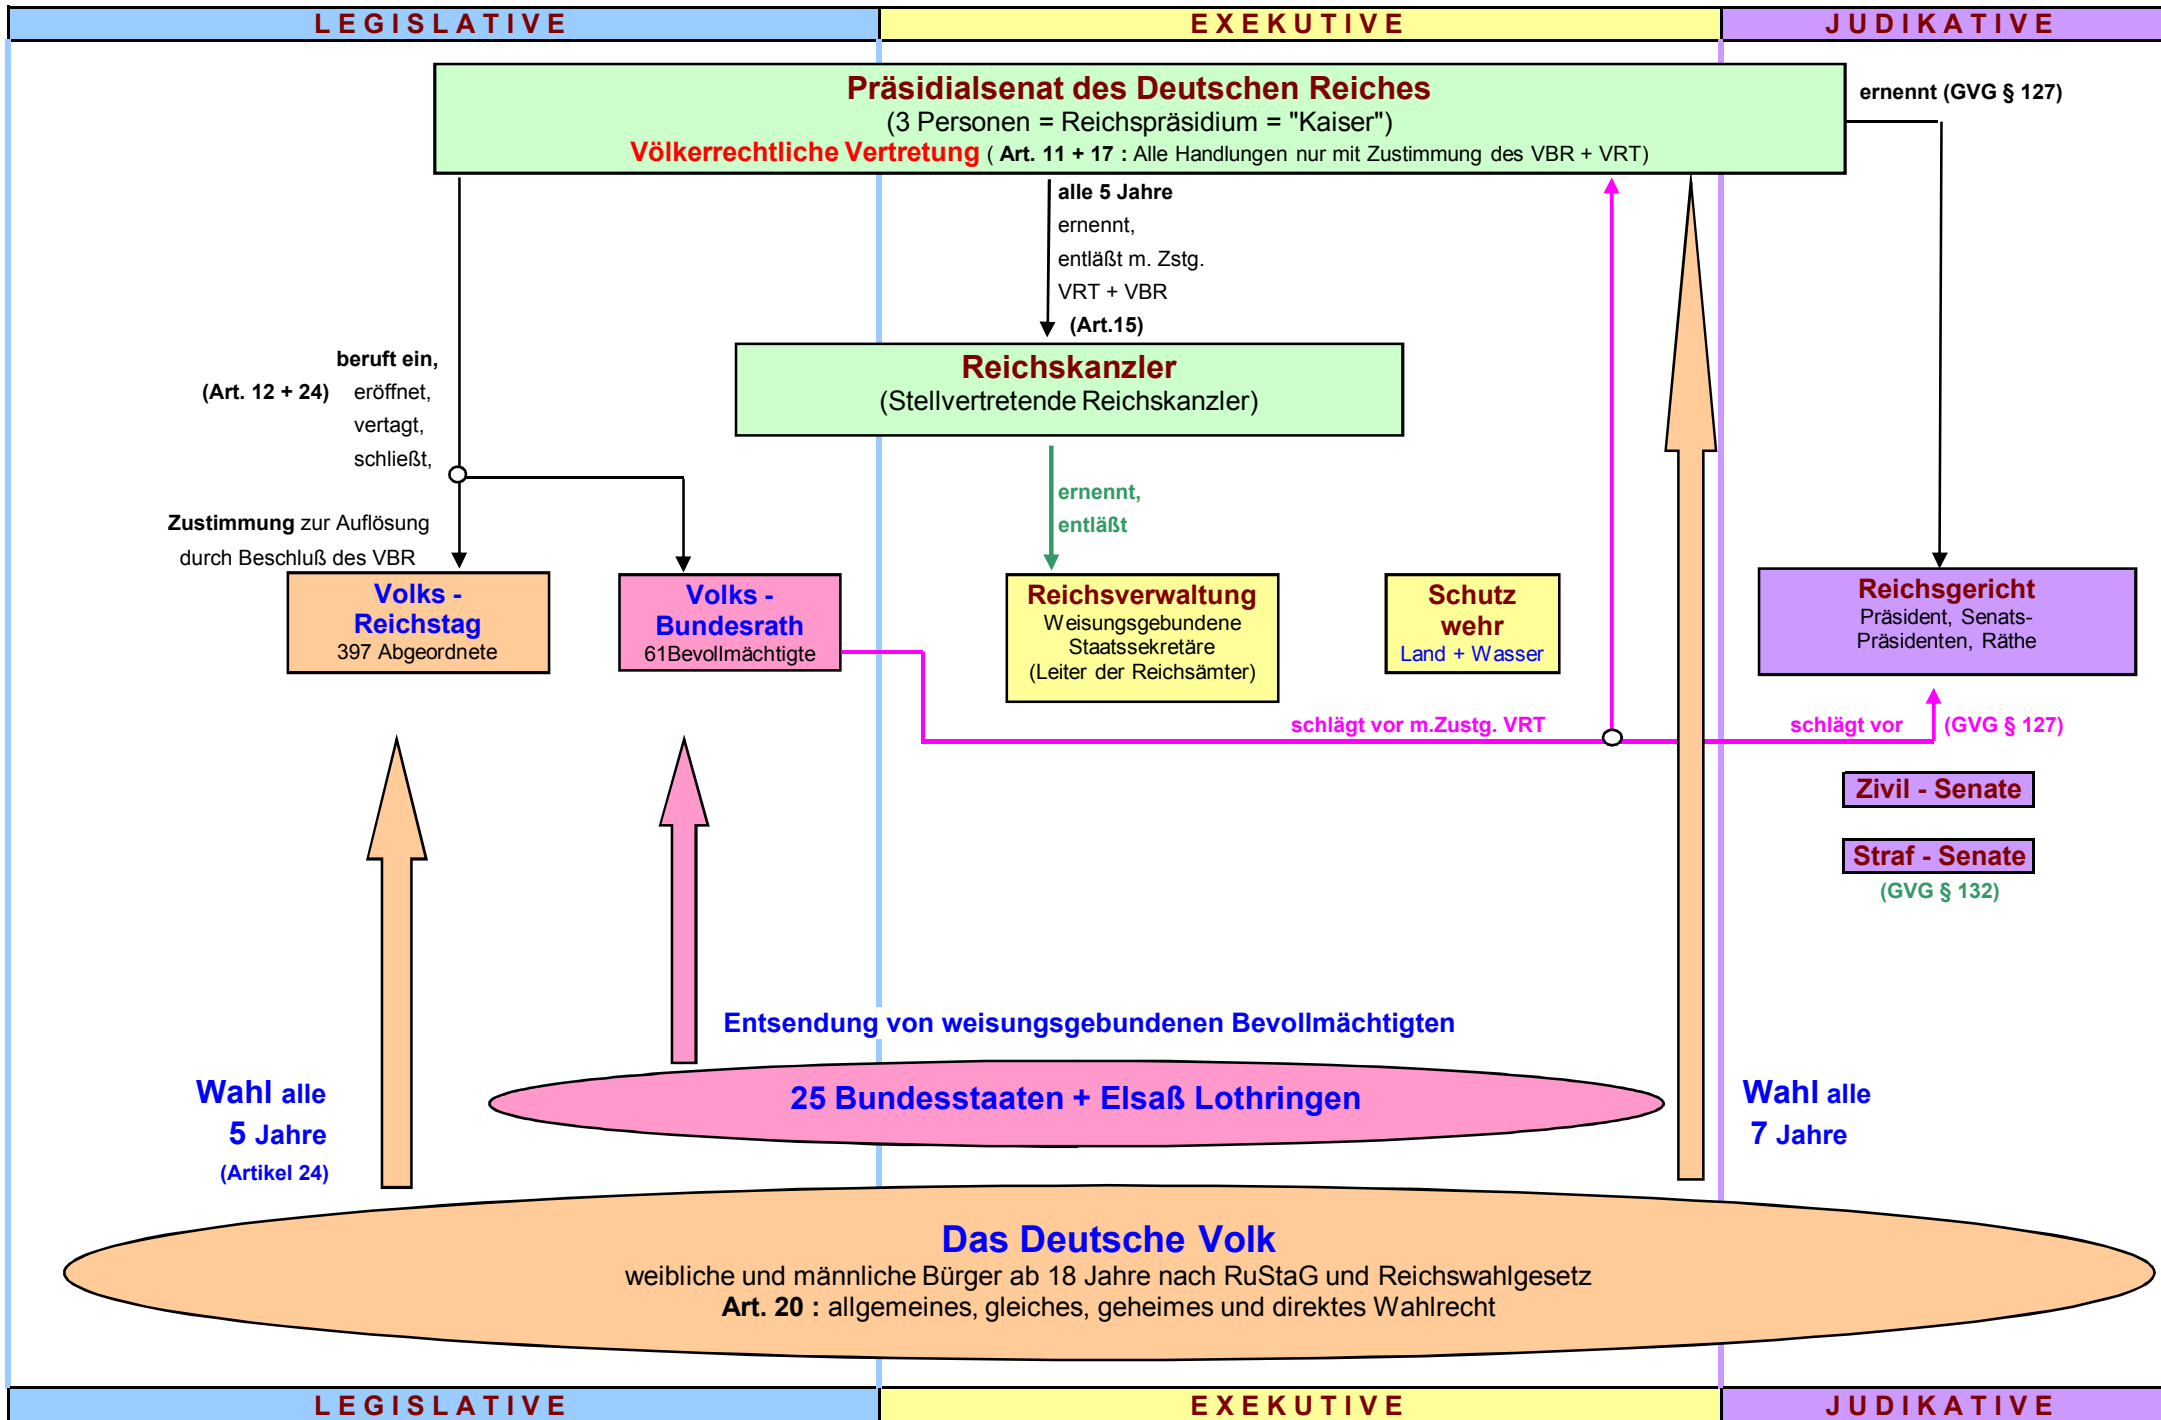 LEGISLATIVE
EXEKUTIVE
JUDIKATIVE
Präsidialsenat des Deutschen Reiches
(3 Personen = Reichspräsidium = "Kaiser")
Völkerrechtliche Vertretung ( Art. 11 + 17 : Alle Handlungen nur mit Zustimmung des VBR + VRT)
ernennt (GVG § 127)
alle 5 Jahre
ernennt,
entläßt m. Zstg.
VRT + VBR
(Art.15)
beruft ein,
(Art. 12 + 24) eröffnet,
vertagt,
schließt,
Reichskanzler
(Stellvertretende Reichskanzler)
ernennt,
entläßt
Zustimmung zur Auflösung
durch Beschluß des VBR
Volks -
Reichstag
397 Abgeordnete
Volks -
Bundesrath
61Bevollmächtigte
Reichsverwaltung
Weisungsgebundene
Staatssekretäre
(Leiter der Reichsämter)
Schutz
wehr
Land + Wasser
Reichsgericht
Präsident, Senats-
Präsidenten, Räthe
schlägt vor m.Zustg. VRT
schlägt vor (GVG § 127)
Zivil - Senate
Straf - Senate
(GVG § 132)
Entsendung von weisungsgebundenen Bevollmächtigten
25 Bundesstaaten + Elsaß Lothringen
Wahl alle
5 Jahre
(Artikel 24)
Wahl alle
7 Jahre
Das Deutsche Volk
weibliche und männliche Bürger ab 18 Jahre nach RuStaG und Reichswahlgesetz
Art. 20 : allgemeines, gleiches, geheimes und direktes Wahlrecht
LEGISLATIVE
EXEKUTIVE
JUDIKATIVE